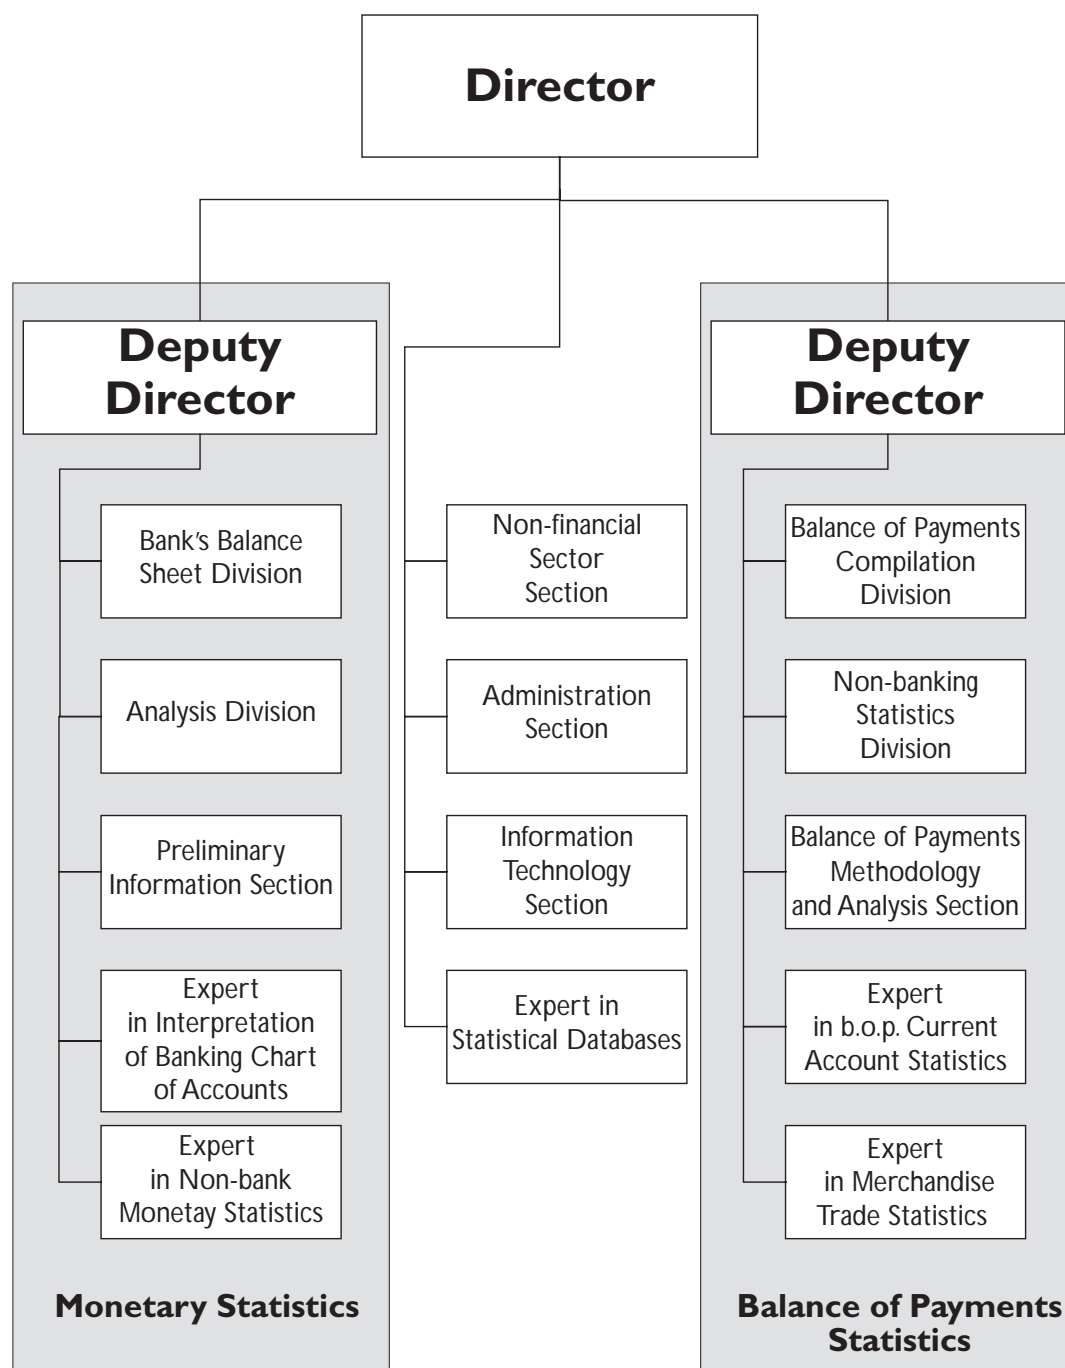 Director
Deputy
Director
Bank's Balance
Sheet Division
Analysis Division
Preliminary
Information Section
Expert
in Interpretation
of Banking Chart
of Accounts
Expert
in Non-bank
Monetay Statistics
Monetary Statistics
Non-financial
Sector
Section
Administration
Section
Information
Technology
Section
Expert in
Statistical Databases
Deputy
Director
Balance of Payments
Compilation
Division
Non-banking
Statistics
Division
Balance of Payments
Methodology
and Analysis Section
Expert
in b.o.p. Current
Account Statistics
Expert
in Merchandise
Trade Statistics
Balance of Payments
Statistics